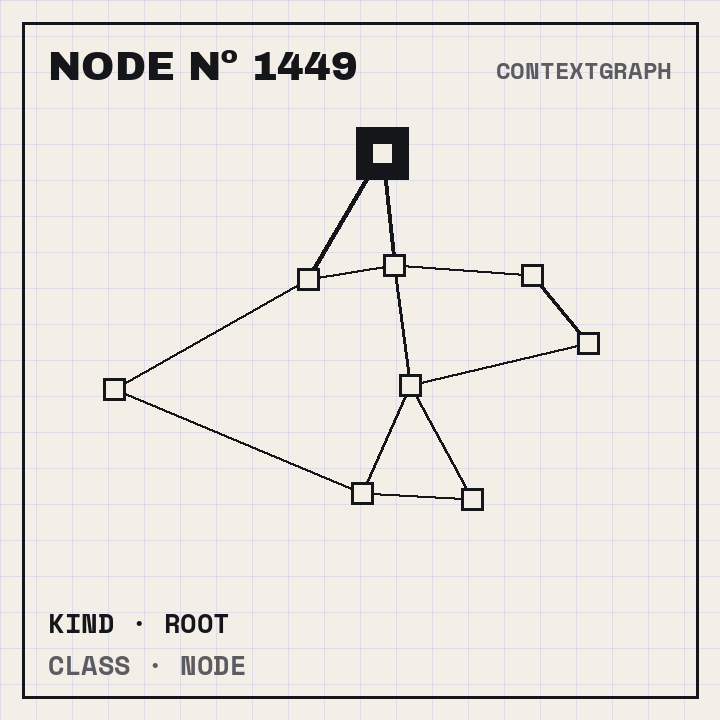 NODE Nº 1449
CONTEXTGRAPH
KIND · ROOT
CLASS · NODE